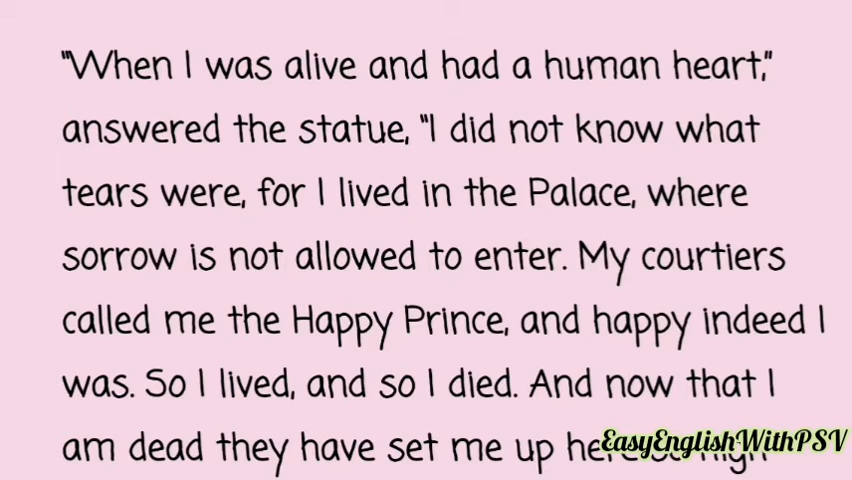 "When I was alive and had a human heart,"
answered the statue, "I did not know what
tears were, for I lived in the Palace, where
sorrow is not allowed to enter. My courtiers
called me the Happy Prince, and happy indeed I
was. So I lived, and so I died. And now that I
am dead they have set me up
EasyEnglishWithPSV